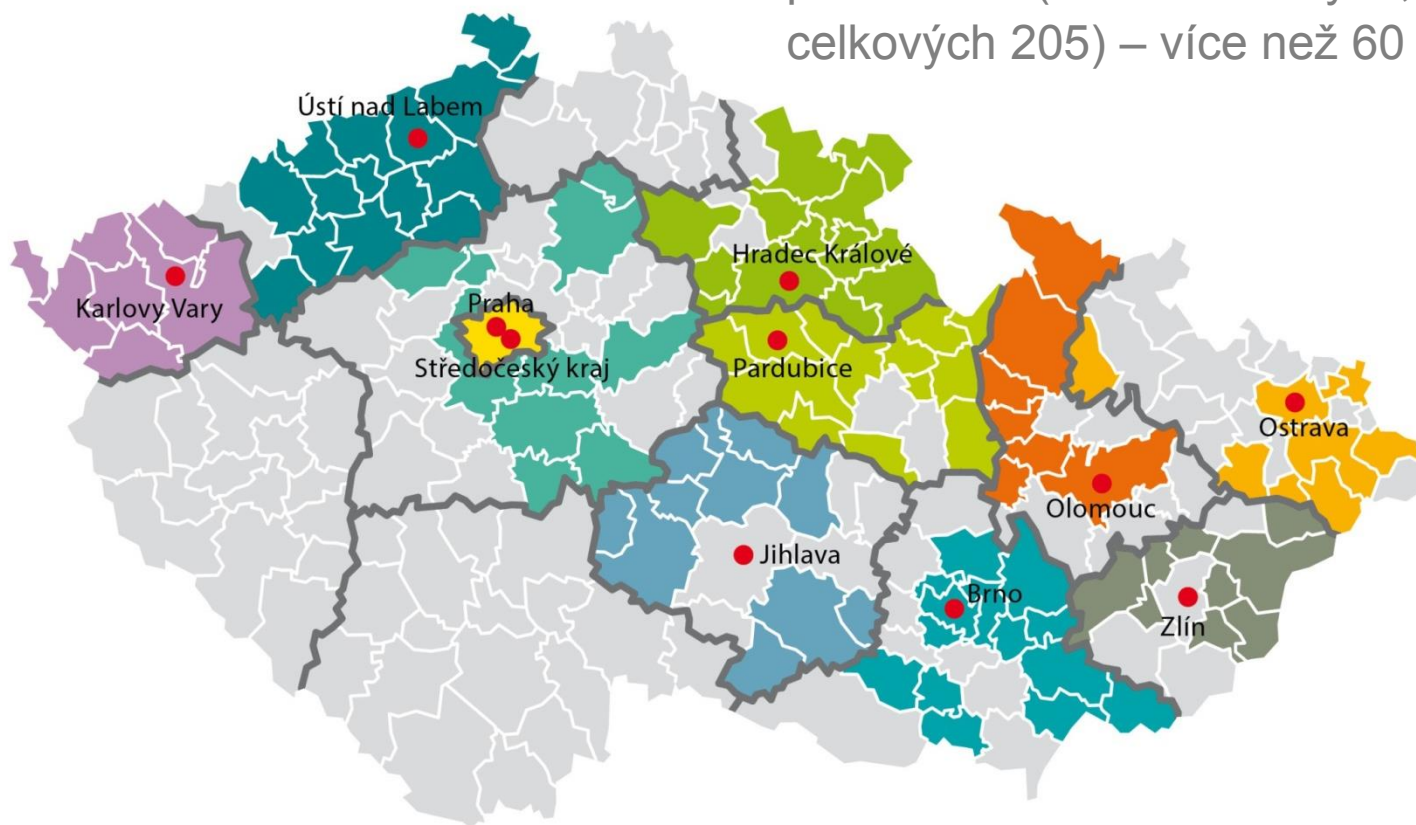 celkových 205) – více než 60
Ústí nad Labem
Hradec Králové
Karlovy Vary
Praha
Středočeský kraj
Pardubice
Ostrava
Olomouc
Jihlava
Brno
Zlín